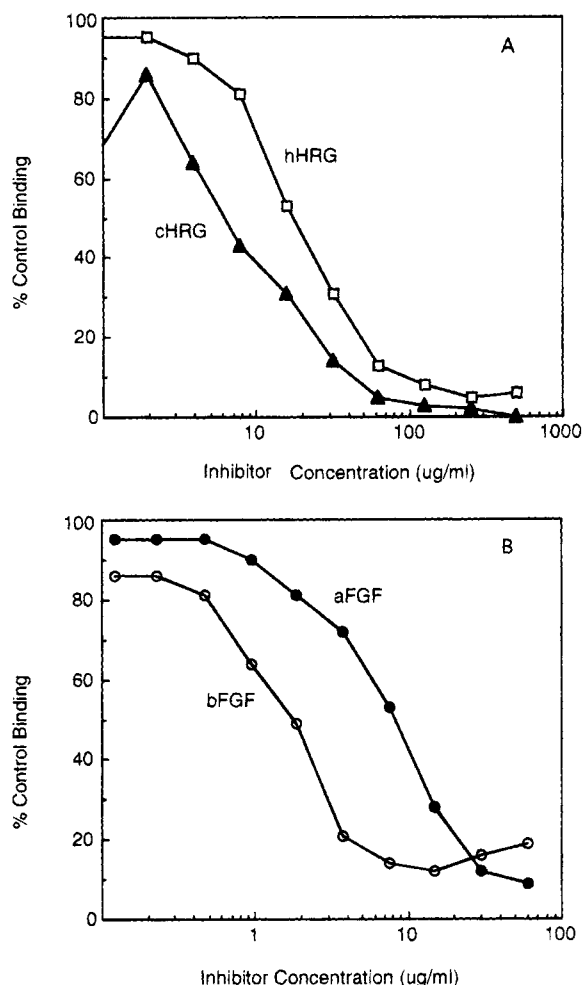 A
100
80
60
40
20
0
% Control Binding
hHRG
cHRG
10
100
1000
Inhibitor Concentration (ug/ml)
B
100
80
60
40
20
0
% Control Binding
aFGF
bFGF
1
10
100
Inhibitor Concentration (ug/ml)